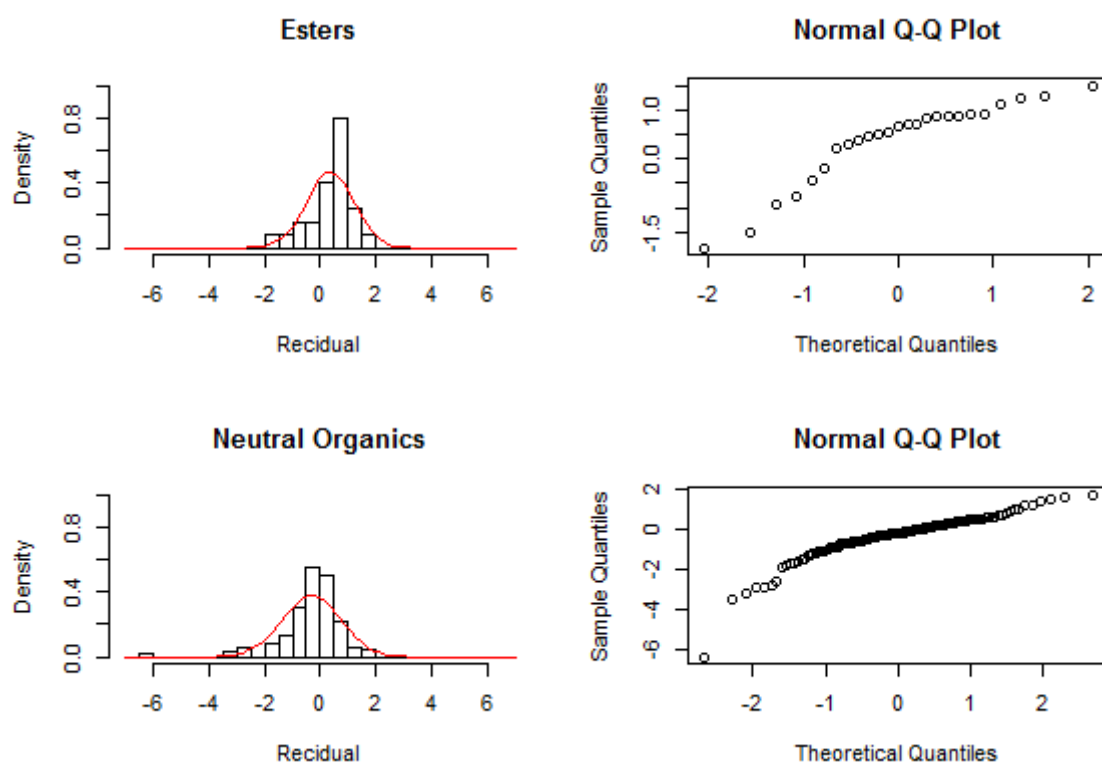 Esters
Density
0.0 0.4 0.8
-6 -4 -2 0 2 4 6
Recidual
Normal Q-Q Plot
Sample Quantiles
-1.5 0.0 1.0
-2 -1 0 1 2
Theoretical Quantiles
Neutral Organics
Density
0.0 0.4 0.8
-6 -4 -2 0 2 4 6
Recidual
Normal Q-Q Plot
Sample Quantiles
-6 -4 -2 0 2
-2 -1 0 1 2
Theoretical Quantiles